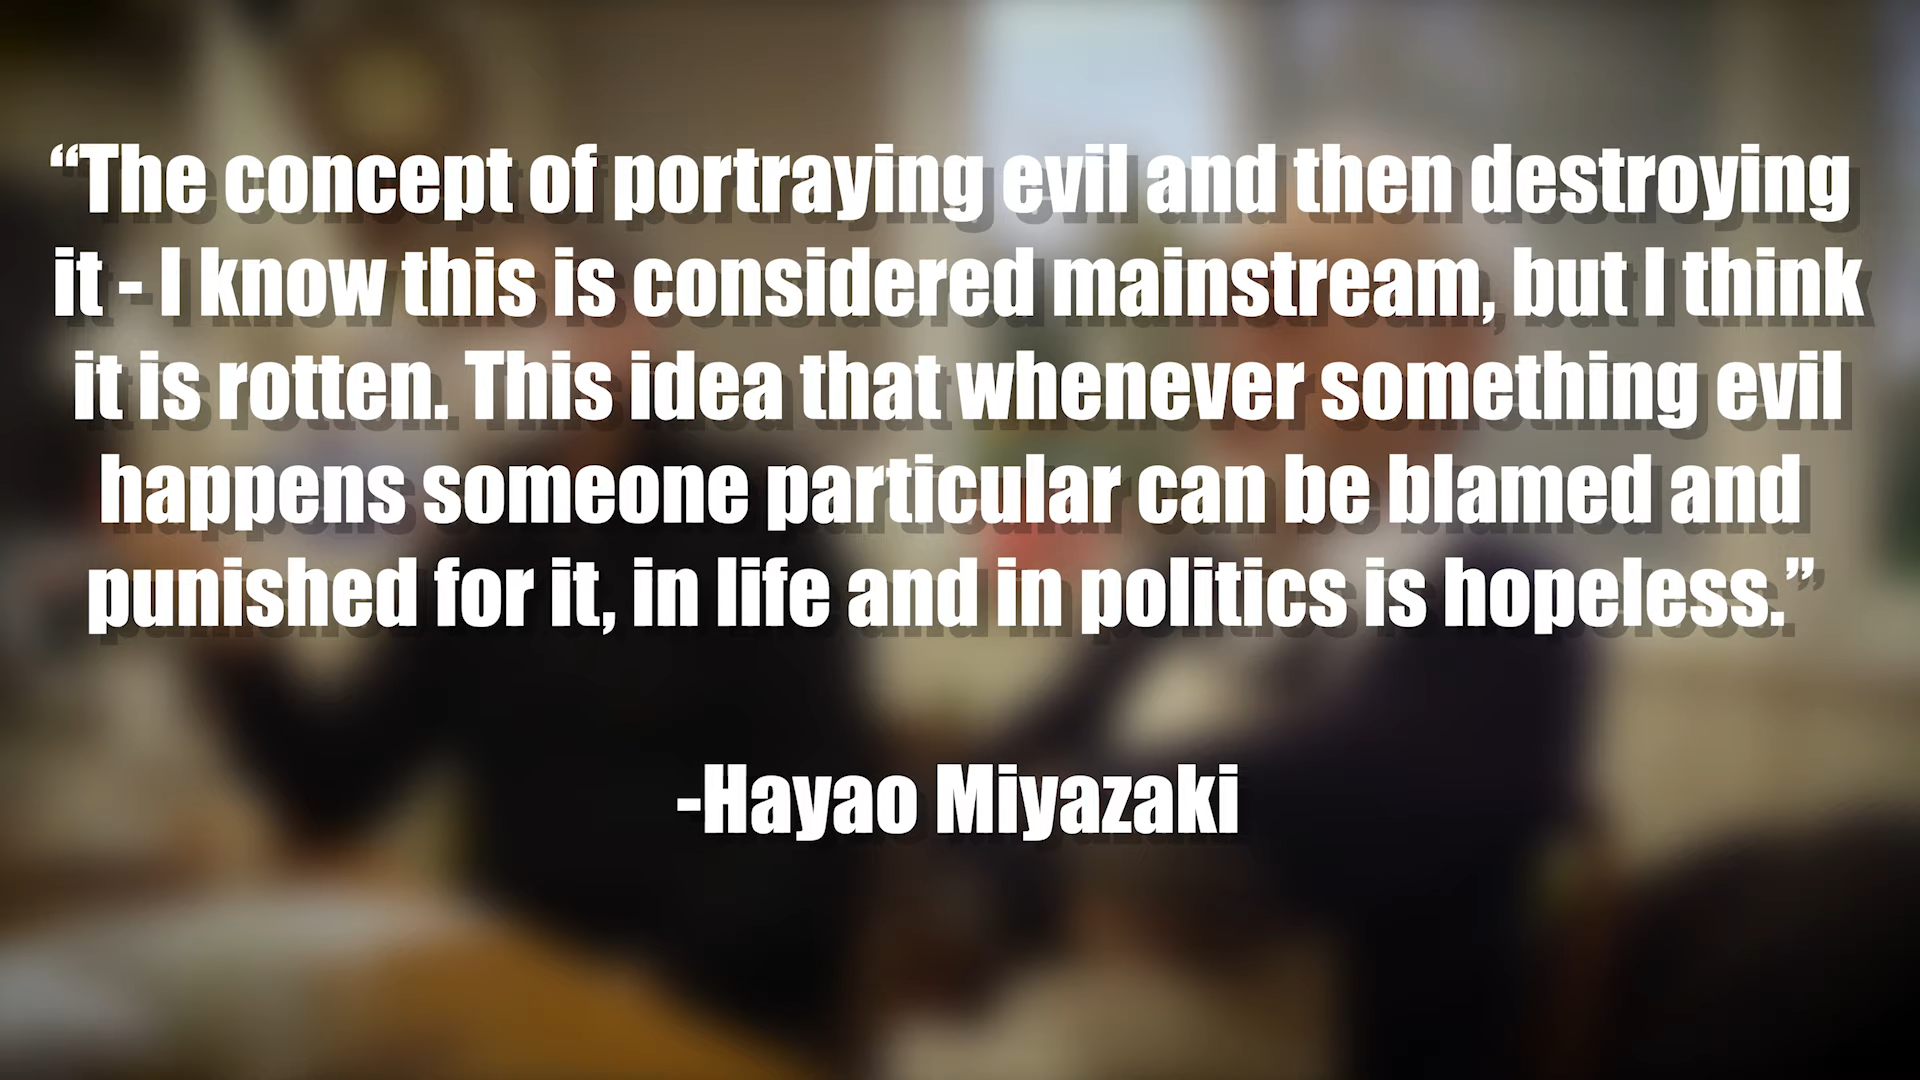 “The concept of portraying evil and then destroying
it - I know this is considered mainstream, but I think
it is rotten. This idea that whenever something evil
happens someone particular can be blamed and
punished for it, in life and in politics is hopeless.”
-Hayao Miyazaki